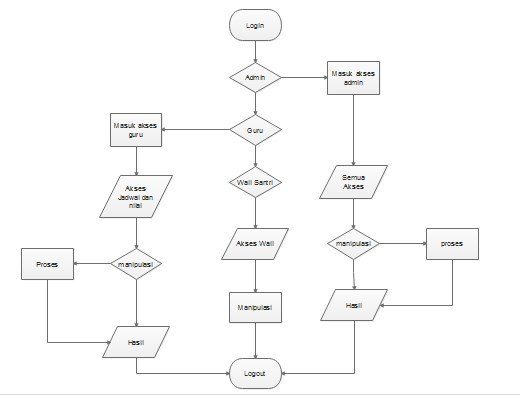 Login
Admin
Masuk akses
admin
Masuk akses
guru
Guru
Akses
Jadwal dan
nilai
Wali Santri
Semua
Akses
Akses Wali
manipulasi
proses
Proses
manipulasi
Manipulasi
Hasil
Hasil
Logout